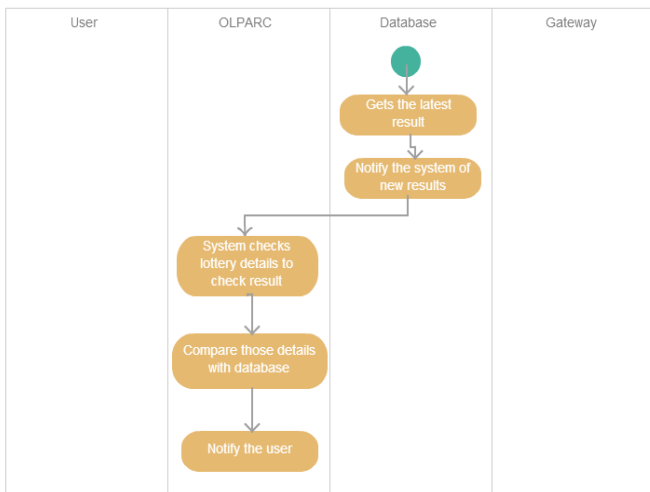 User
OLPARC
Database
Gateway
Gets the latest
result
Notify the system of
new results
System checks
lottery details to
check result
Compare those details
with database
Notify the user